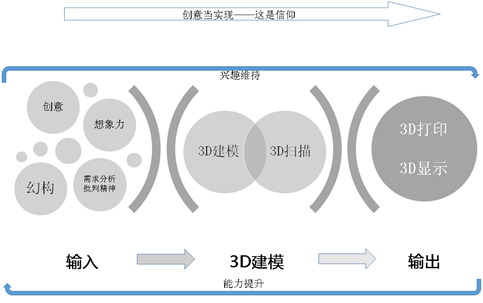 创意当实现——这是信仰
兴趣维持
创意
想象力
幻构
需求分析
批判精神
3D建模
3D扫描
3D打印
3D显示
输入
3D建模
输出
能力提升